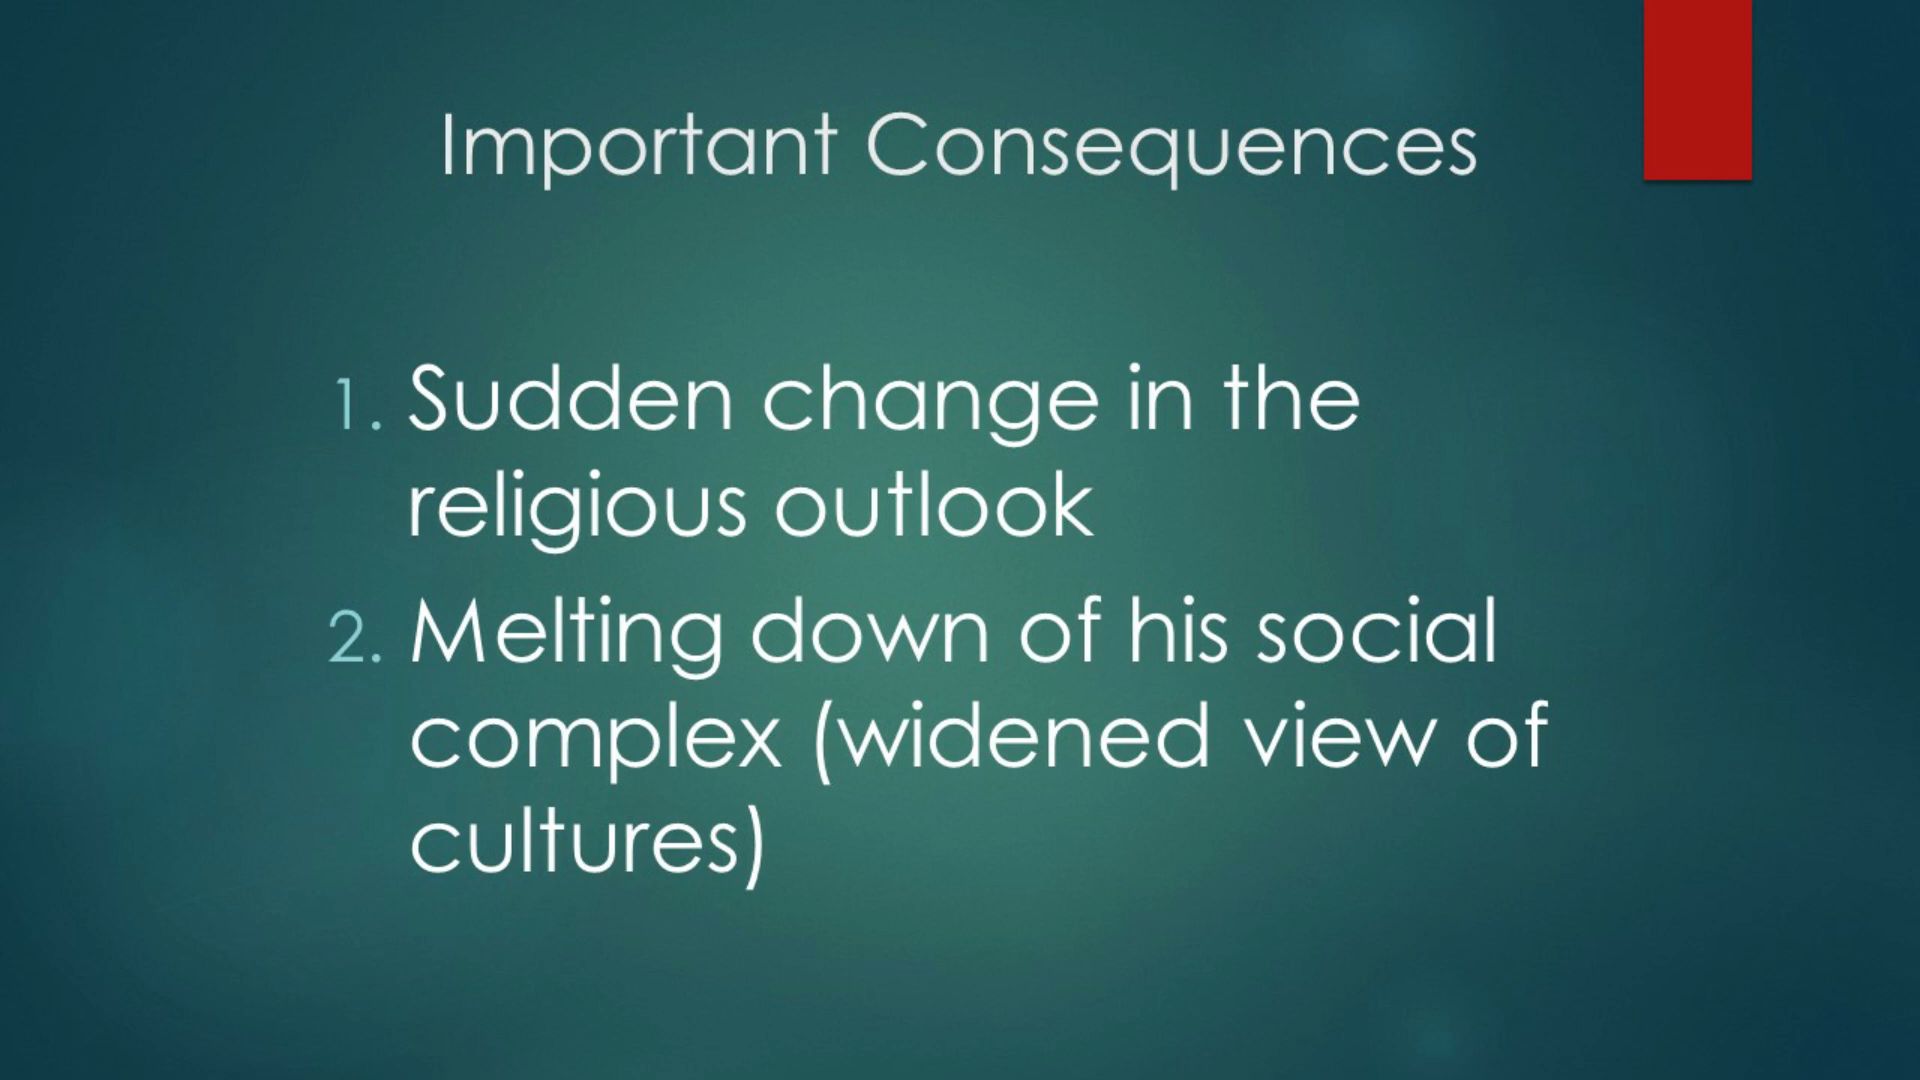 Important Consequences
1. Sudden change in the
religious outlook
2. Melting down of his social
complex (widened view of
cultures)